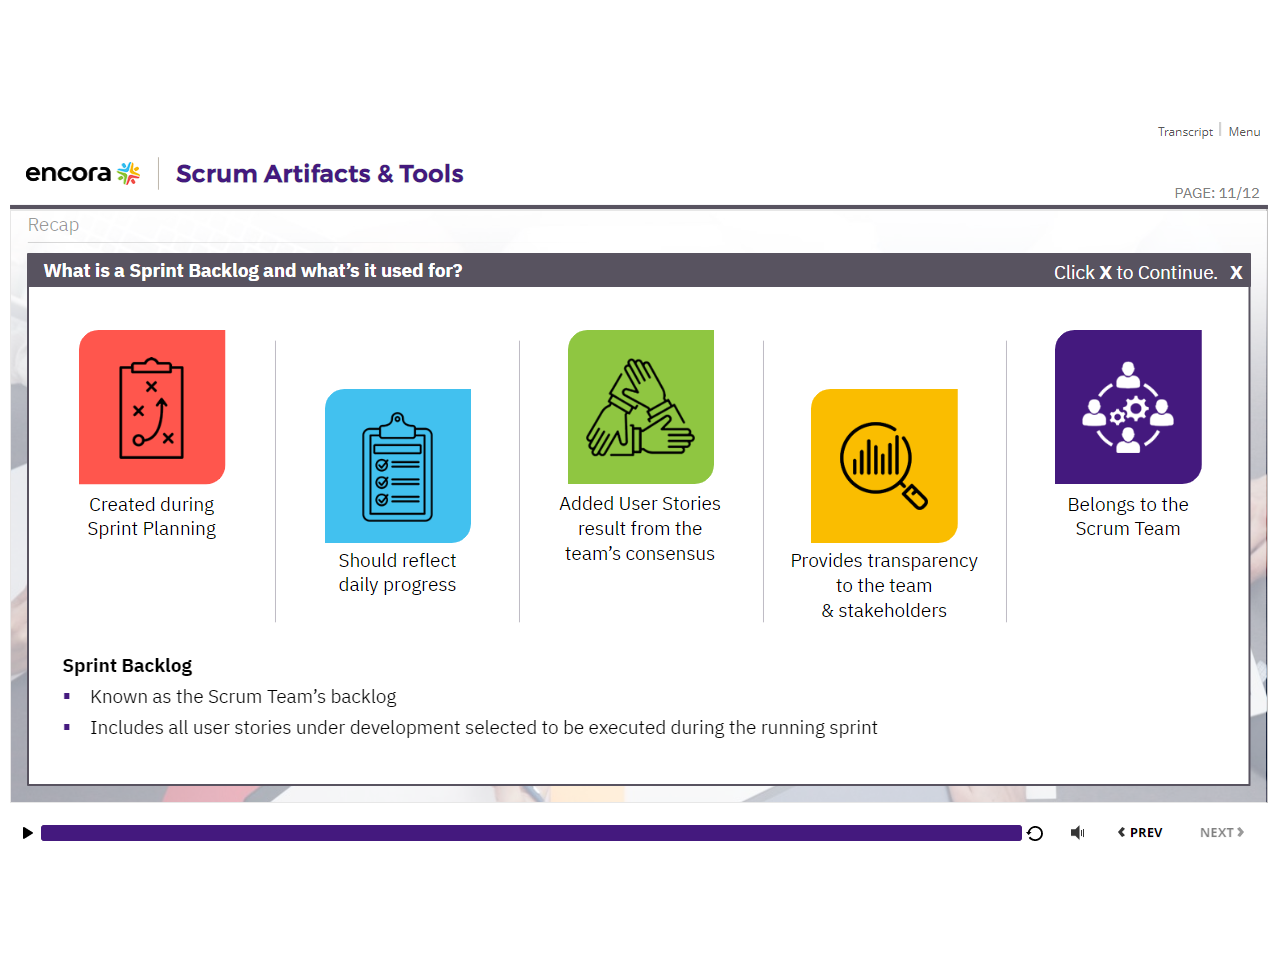 Transcript
Menu
encora
Scrum Artifacts & Tools
PAGE: 11/12
Recap
What is a Sprint Backlog and what's it used for?
Click X to Continue. X
Created during
Sprint Planning
Should reflect
daily progress
Added User Stories
result from the
team's consensus
Provides transparency
to the team
& stakeholders
Belongs to the
Scrum Team
Sprint Backlog
▪ Known as the Scrum Team's backlog
▪ Includes all user stories under development selected to be executed during the running sprint
PREV
NEXT